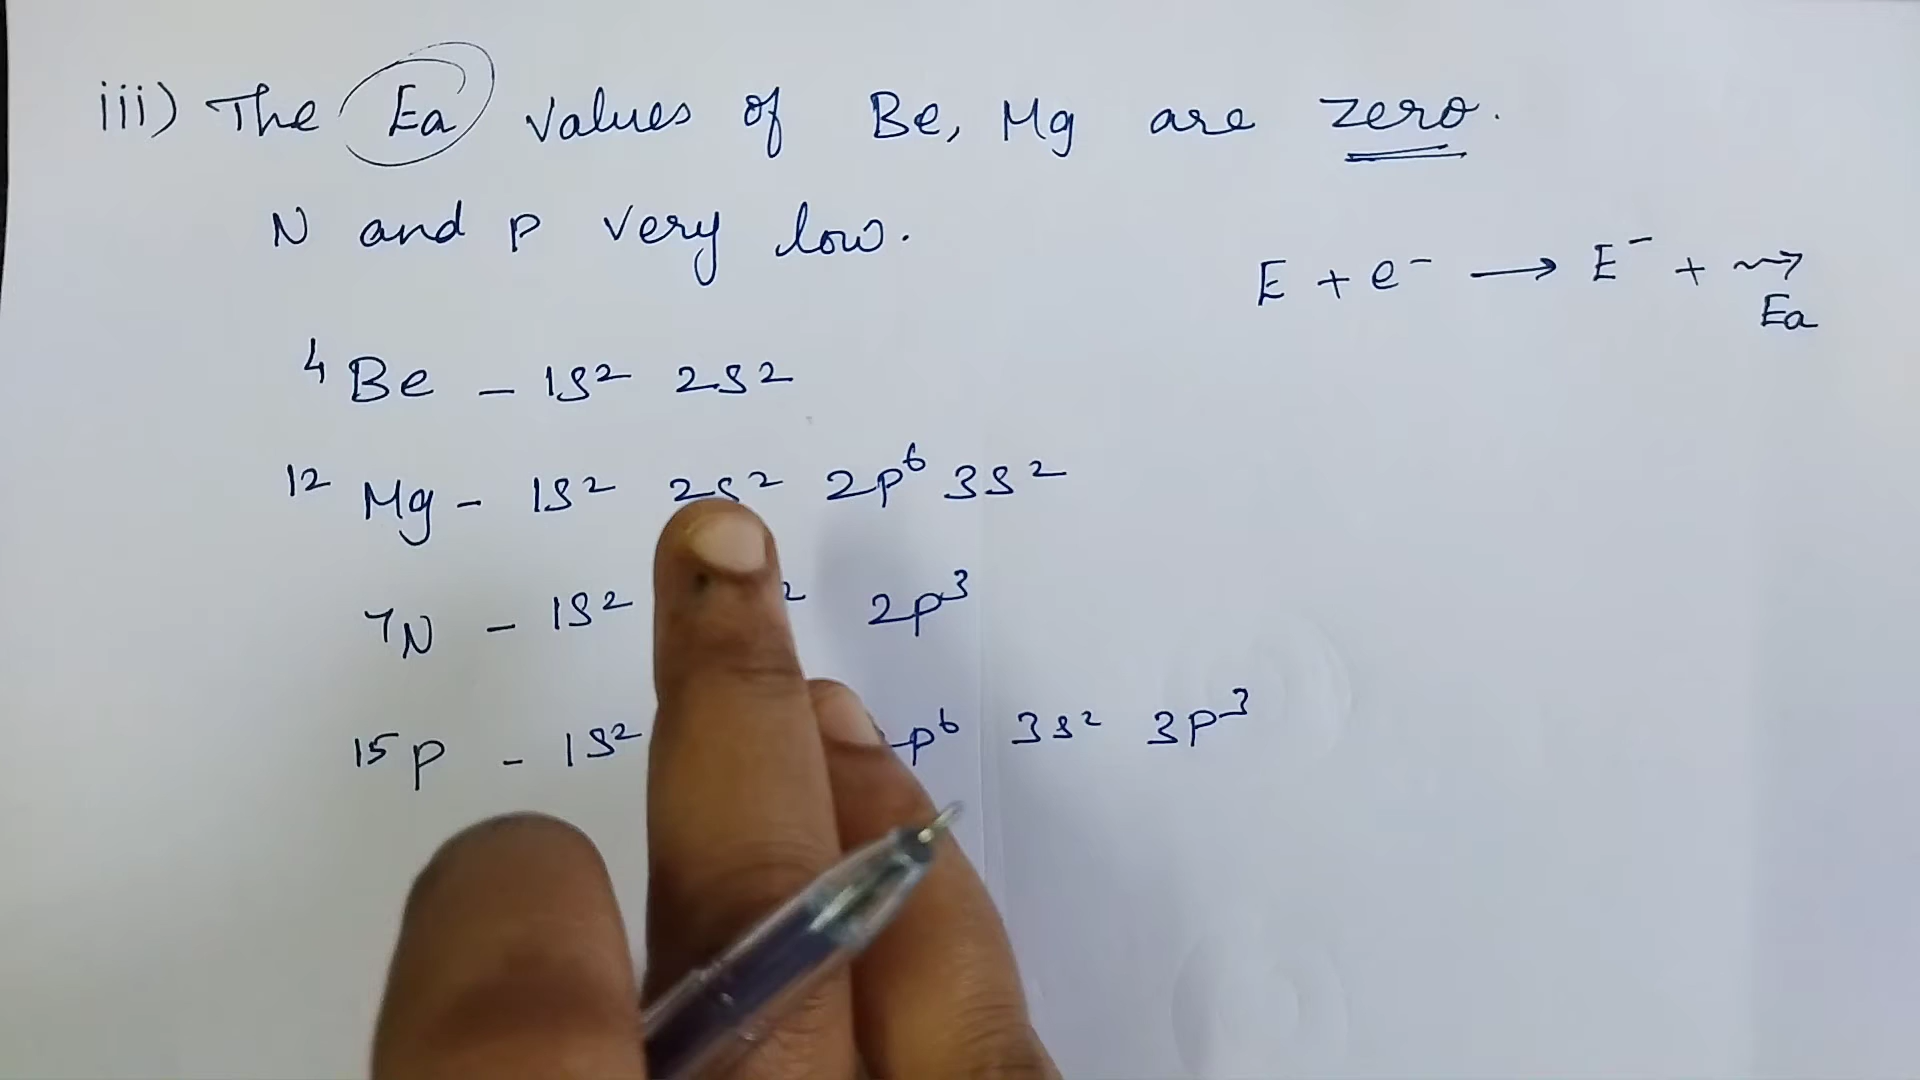 iii) The Ea values of Be, Mg are zero.
N and P very low.
E + e⁻ → E⁻ + ⇝ Ea
⁴Be – 1s² 2s²
¹²Mg – 1s² 2s² 2p⁶ 3s²
⁷N – 1s² ² 2p³
¹⁵P – 1s² p⁶ 3s² 3p³